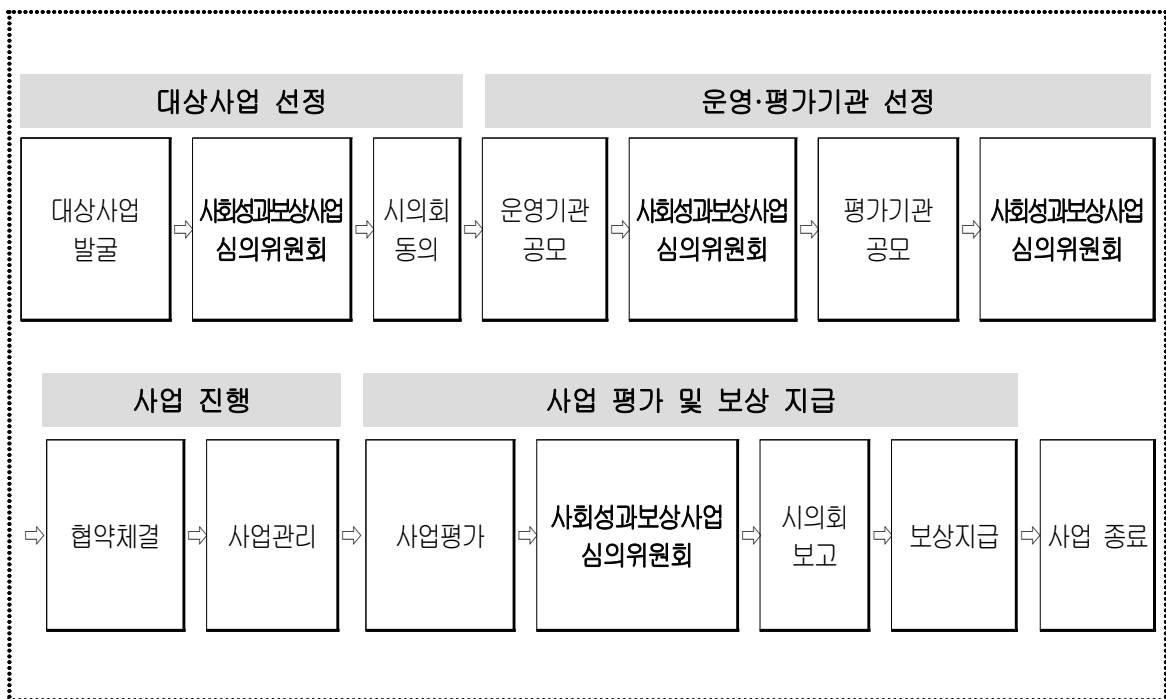 대상사업 선정
운영·평가기관 선정
대상사업
발굴
⇨
사회성과보상사업
심의위원회
⇨
시의회
동의
⇨
운영기관
공모
⇨
사회성과보상사업
심의위원회
⇨
평가기관
공모
⇨
사회성과보상사업
심의위원회
사업 진행
사업 평가 및 보상 지급
⇨
협약체결
⇨
사업관리
⇨
사업평가
⇨
사회성과보상사업
심의위원회
⇨
시의회
보고
⇨
보상지급
⇨
사업 종료